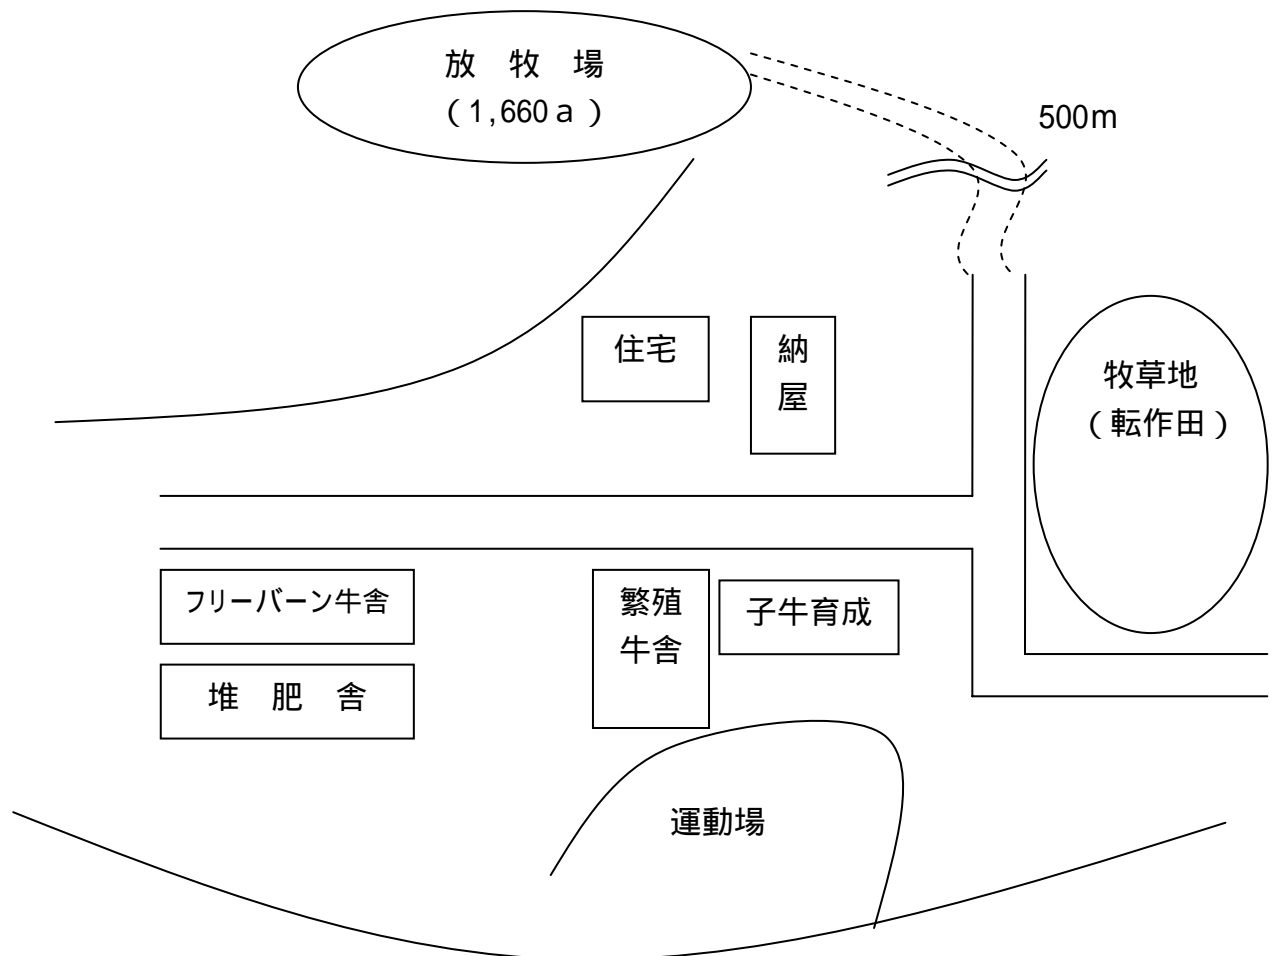 放　牧　場
（1,660ａ）
500m
住宅
納
屋
牧草地
（転作田）
フリーバーン牛舎
繁殖
牛舎
子牛育成
堆　肥　舎
運動場